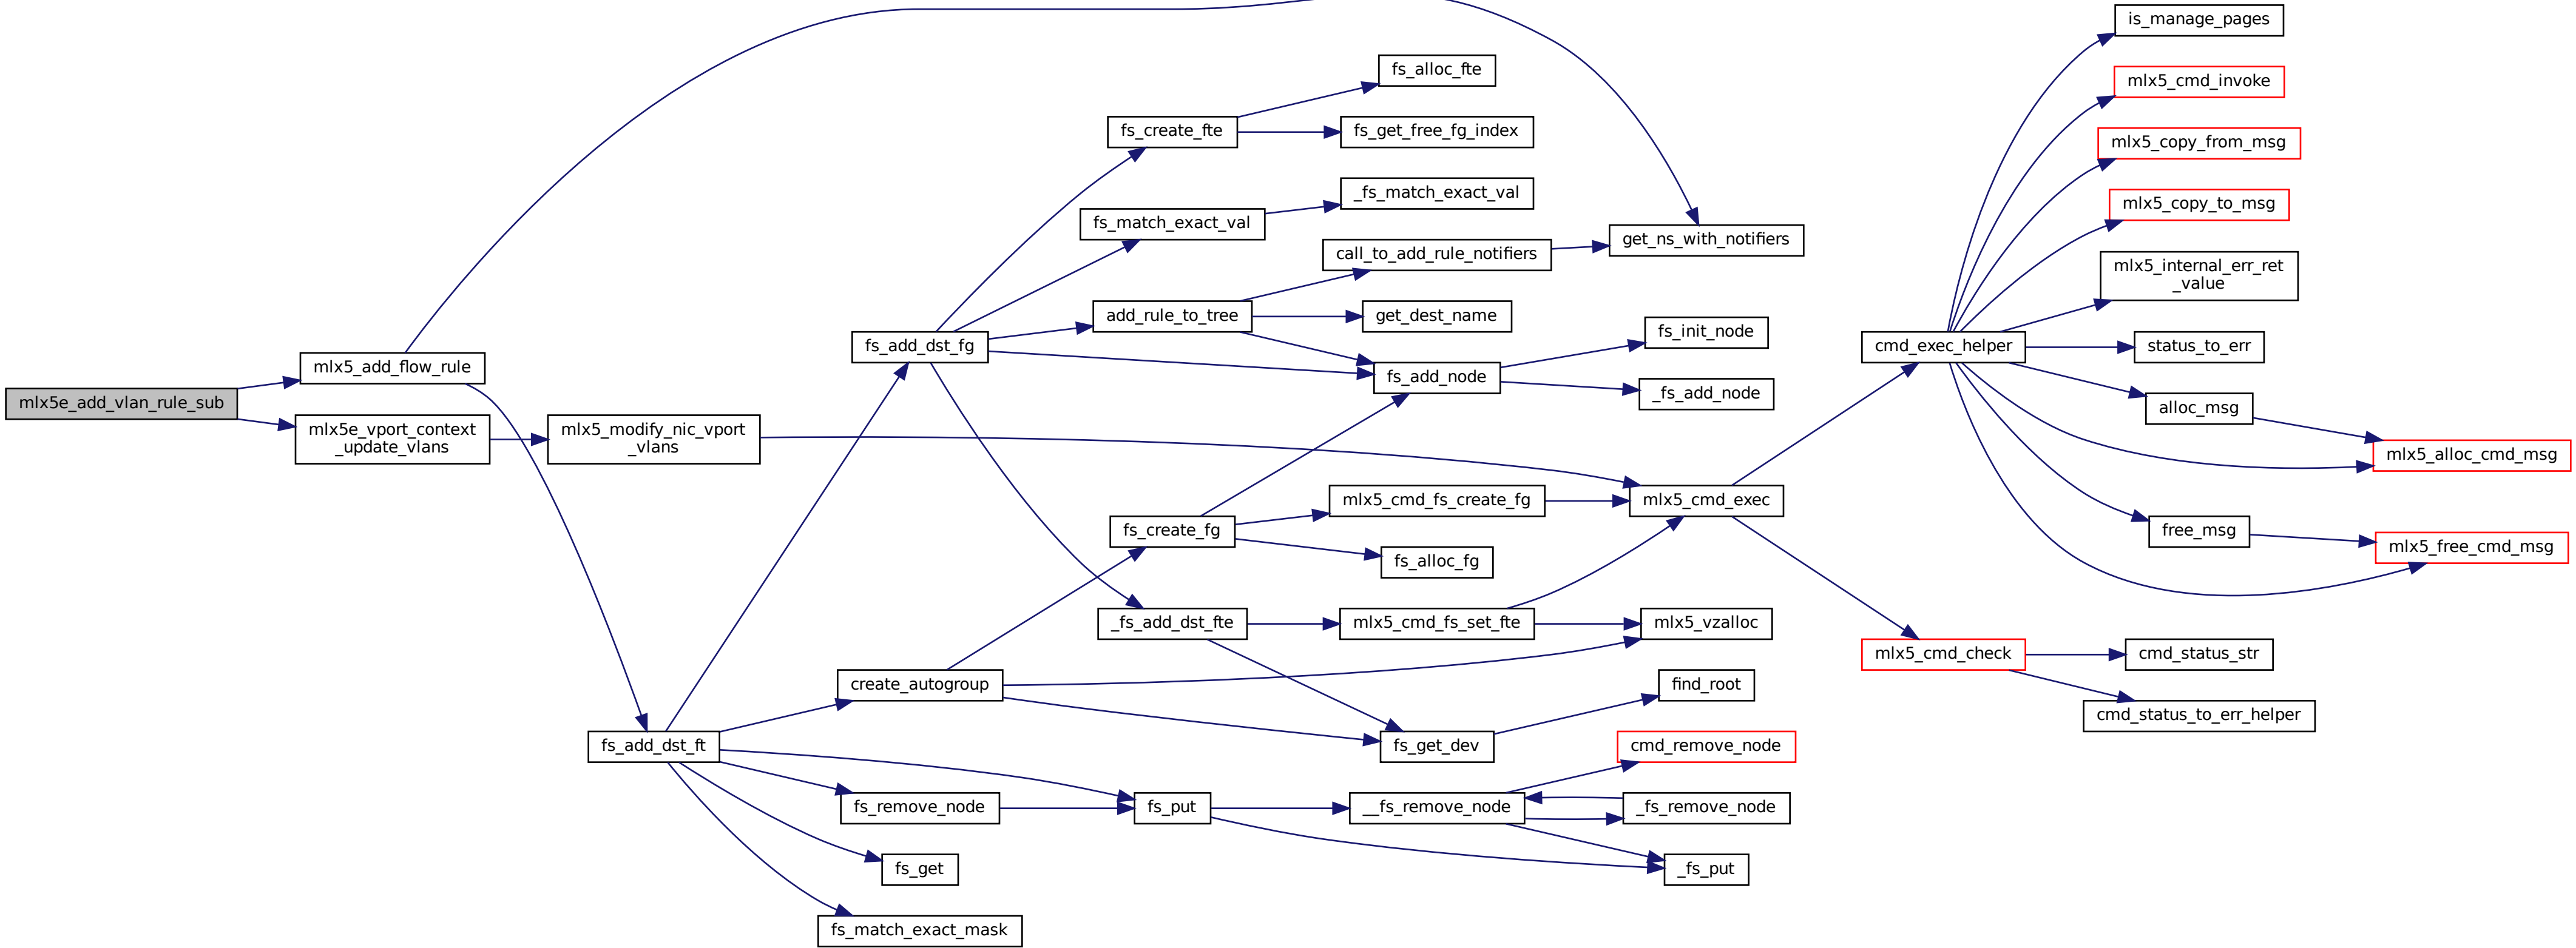 mlx5e_add_vlan_rule_sub
mlx5_add_flow_rule
mlx5e_vport_context
_update_vlans
mlx5_modify_nic_vport
_vlans
fs_add_dst_ft
fs_add_dst_fg
create_autogroup
fs_remove_node
fs_get
fs_match_exact_mask
fs_create_fte
fs_match_exact_val
add_rule_to_tree
fs_create_fg
_fs_add_dst_fte
fs_put
fs_alloc_fte
fs_get_free_fg_index
_fs_match_exact_val
call_to_add_rule_notifiers
get_dest_name
fs_add_node
mlx5_cmd_fs_create_fg
fs_alloc_fg
mlx5_cmd_fs_set_fte
fs_get_dev
__fs_remove_node
get_ns_with_notifiers
fs_init_node
_fs_add_node
mlx5_cmd_exec
mlx5_vzalloc
find_root
cmd_remove_node
_fs_remove_node
_fs_put
cmd_exec_helper
mlx5_cmd_check
is_manage_pages
mlx5_cmd_invoke
mlx5_copy_from_msg
mlx5_copy_to_msg
mlx5_internal_err_ret
_value
status_to_err
alloc_msg
free_msg
cmd_status_str
cmd_status_to_err_helper
mlx5_alloc_cmd_msg
mlx5_free_cmd_msg